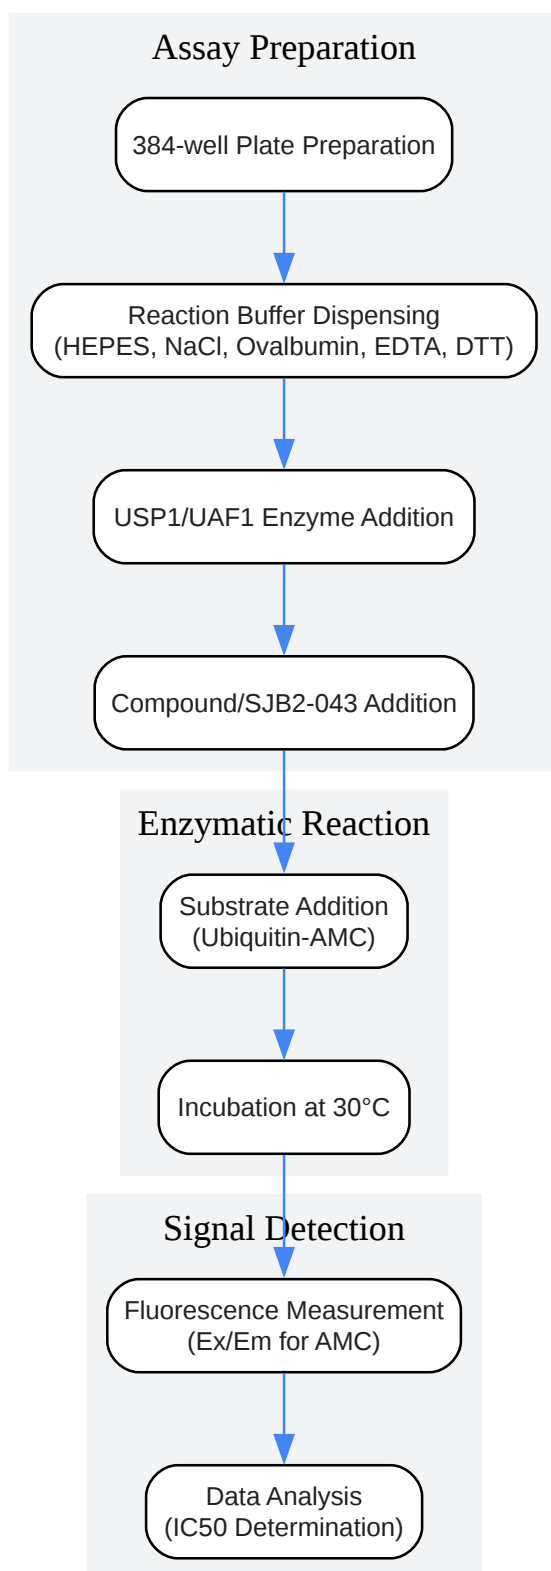 Assay Preparation
384-well Plate Preparation
Reaction Buffer Dispensing
(HEPES, NaCl, Ovalbumin, EDTA, DTT)
USP1/UAF1 Enzyme Addition
Compound/SJB2-043 Addition
Enzymatic Reaction
Substrate Addition
(Ubiquitin-AMC)
Incubation at 30°C
Signal Detection
Fluorescence Measurement
(Ex/Em for AMC)
Data Analysis
(IC50 Determination)